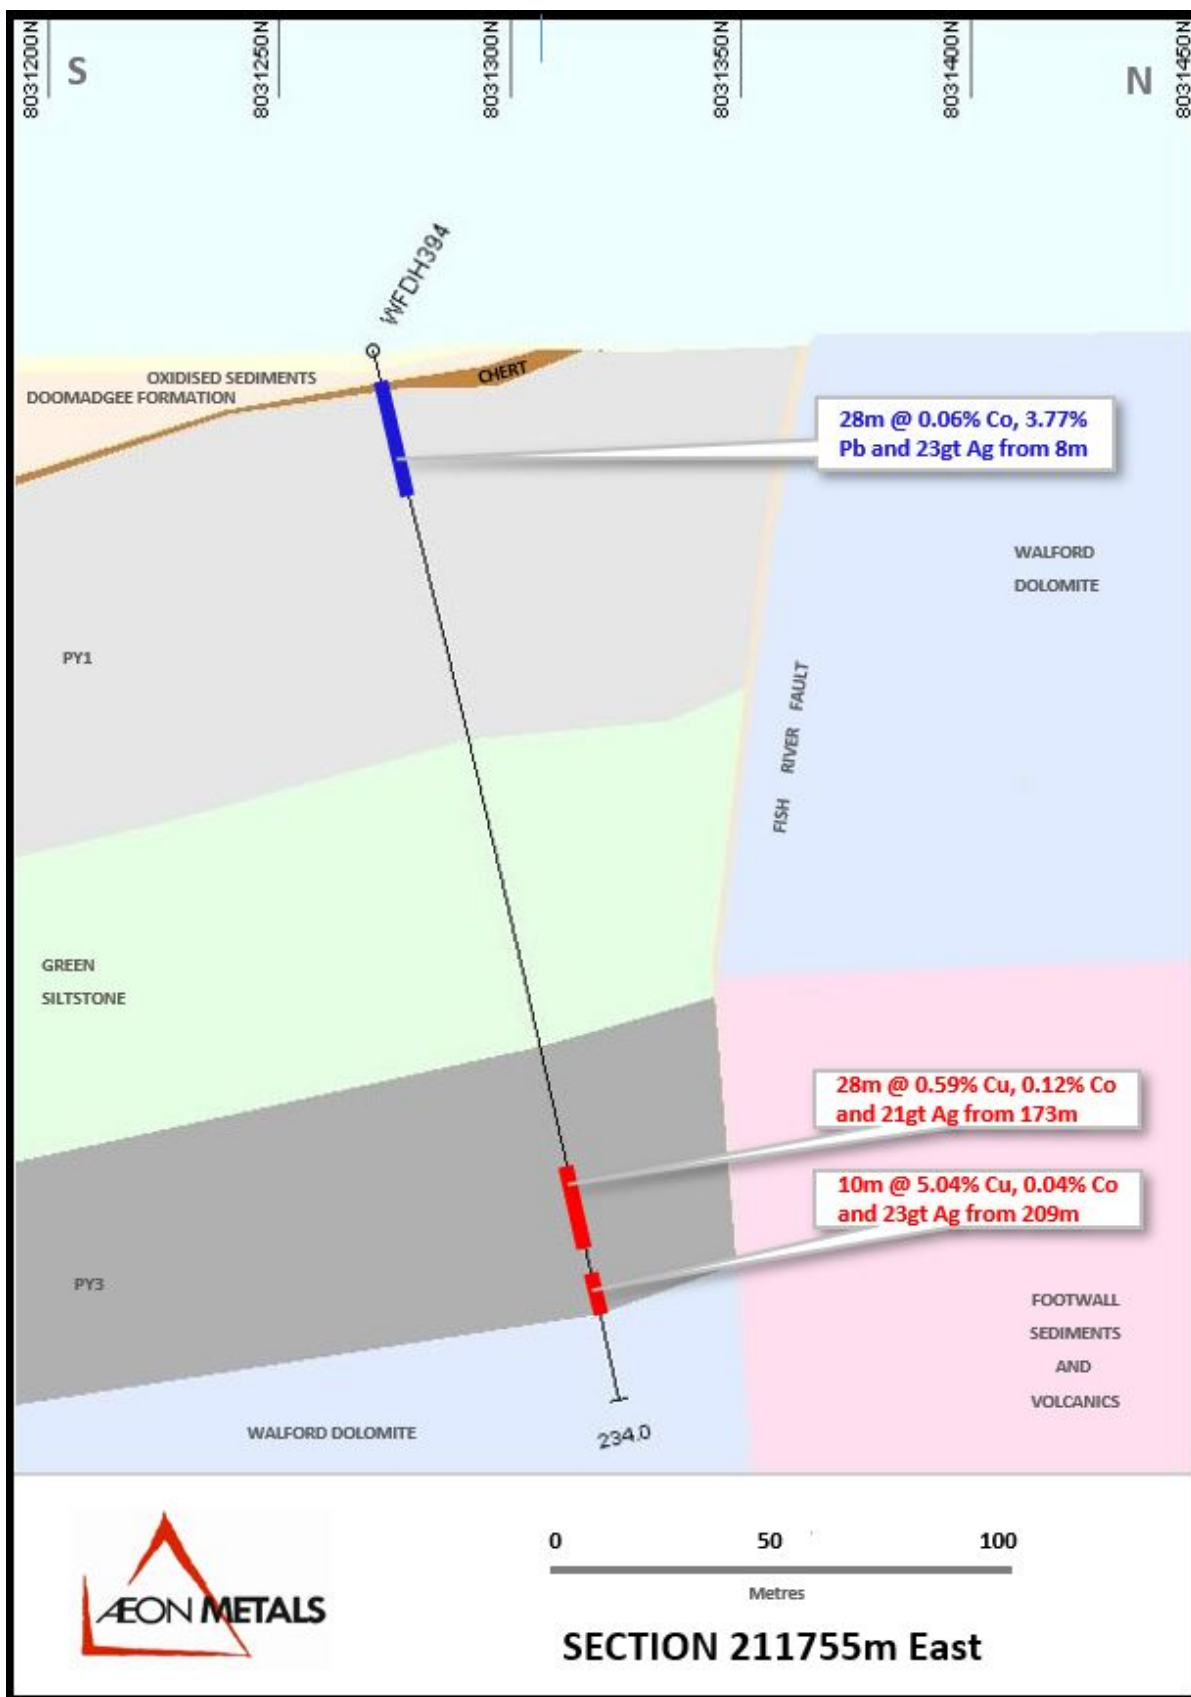 8031200N
8031250N
8031300N
8031350N
8031400N
8031450N
S
N
WFDH394
OXIDISED SEDIMENTS
DOOMADGEE FORMATION
CHERT
28m @ 0.06% Co, 3.77%
Pb and 23gt Ag from 8m
WALFORD
DOLOMITE
PY1
FISH RIVER FAULT
GREEN
SILTSTONE
28m @ 0.59% Cu, 0.12% Co
and 21gt Ag from 173m
10m @ 5.04% Cu, 0.04% Co
and 23gt Ag from 209m
PY3
FOOTWALL
SEDIMENTS
AND
VOLCANICS
WALFORD DOLOMITE
234.0
ÆON METALS
0 50 100
Metres
SECTION 211755m East